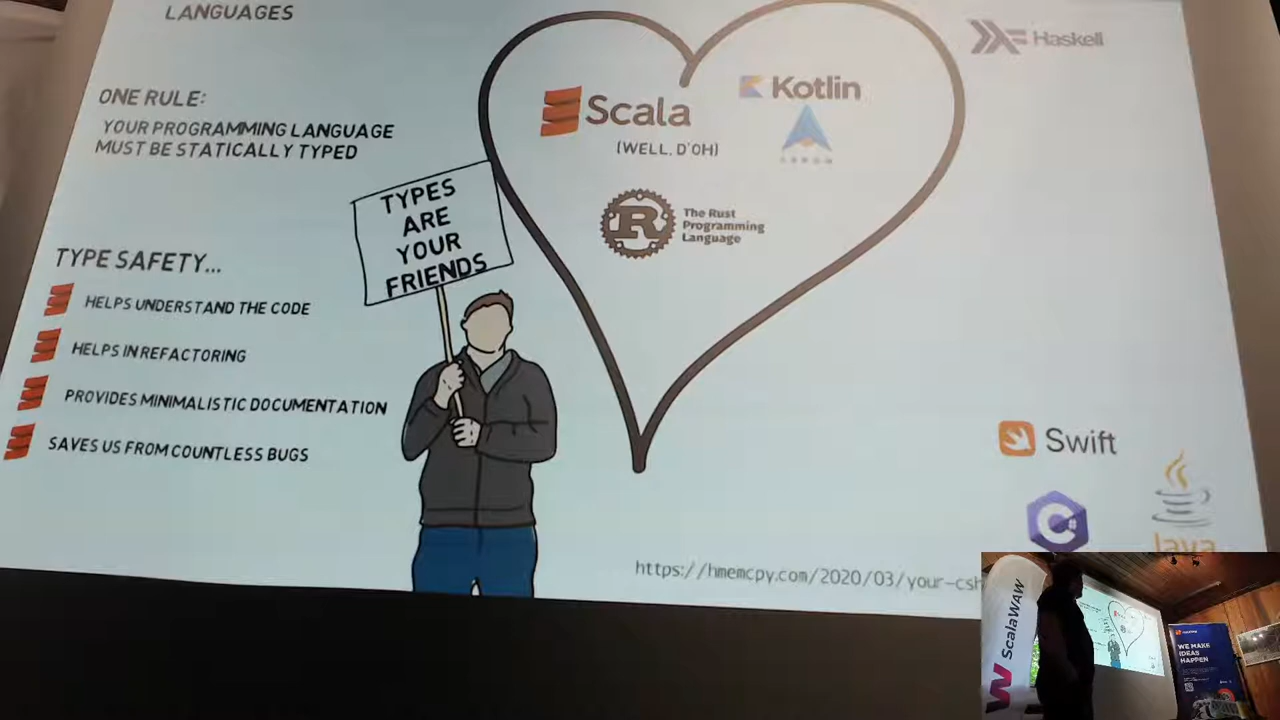 LANGUAGES
ONE RULE:
YOUR PROGRAMMING LANGUAGE
MUST BE STATICALLY TYPED
TYPE SAFETY...
HELPS UNDERSTAND THE CODE
HELPS IN REFACTORING
PROVIDES MINIMALISTIC DOCUMENTATION
SAVES US FROM COUNTLESS BUGS
TYPES
ARE
YOUR
FRIENDS
Scala
(WELL, D'OH)
Kotlin
ARROW
R
The Rust
Programming
Language
Haskell
Swift
C#
Java
https://hmemcpy.com/2020/03/your-csh
ScalaWAW
WE MAKE
IDEAS
HAPPEN